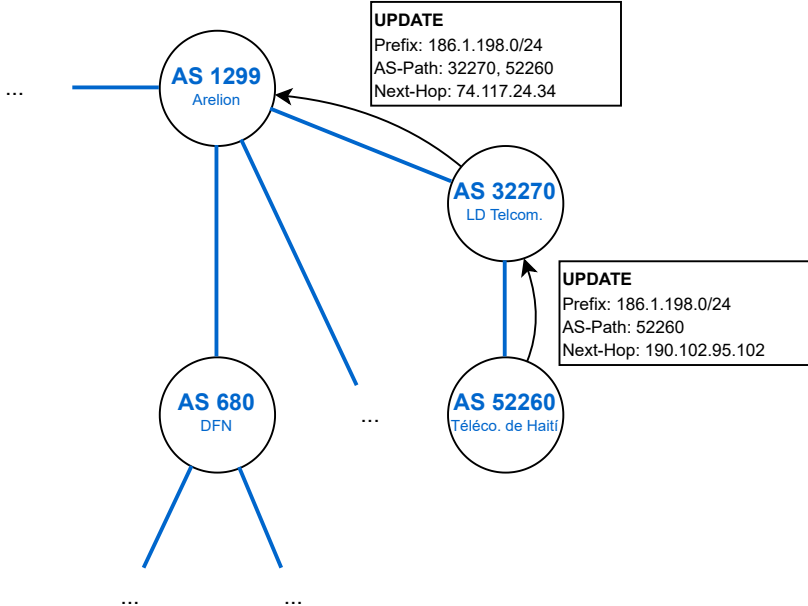 UPDATE
Prefix: 186.1.198.0/24
AS-Path: 32270, 52260
Next-Hop: 74.117.24.34
...
AS 1299
Arelion
AS 32270
LD Telcom.
UPDATE
Prefix: 186.1.198.0/24
AS-Path: 52260
Next-Hop: 190.102.95.102
AS 680
DFN
...
AS 52260
Téléco. de Haití
...
...